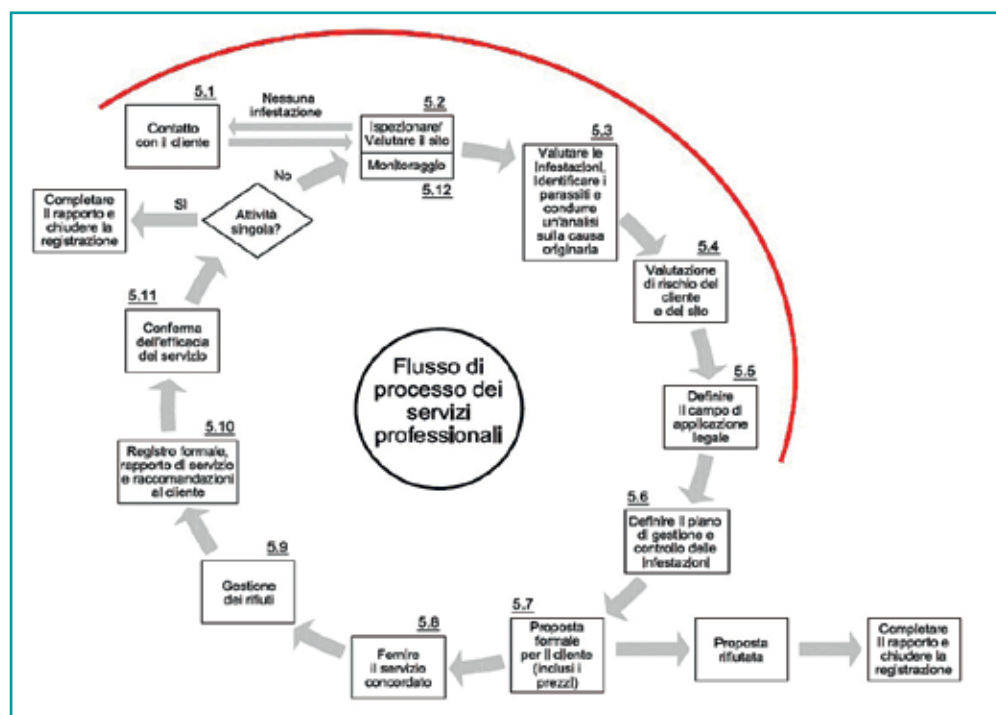 5.1
Contatto
con il cliente
Nessuna
infestazione
5.2
Ispezionare/
Valutare il sito
Monitoraggio
5.12
5.3
Valutare le
infestazioni,
identificare i
parassiti e
condurre
un'analisi
sulla causa
originaria
5.4
Valutazione
di rischio del
cliente
e del sito
5.5
Definire
il campo di
applicazione
legale
5.6
Definire il piano
di gestione e
controllo delle
infestazioni
5.7
Proposta
formale
per il cliente
(inclusi i
prezzi)
Proposta
rifiutata
Completare
il rapporto e
chiudere la
registrazione
5.8
Fornire
il servizio
concordato
5.9
Gestione
dei rifiuti
5.10
Registro formale,
rapporto di servizio
e raccomandazioni
al cliente
5.11
Conferma
dell'efficacia
del servizio
Attività
singola?
No
Si
Completare
il rapporto e
chiudere la
registrazione
Flusso di
processo dei
servizi
professionali